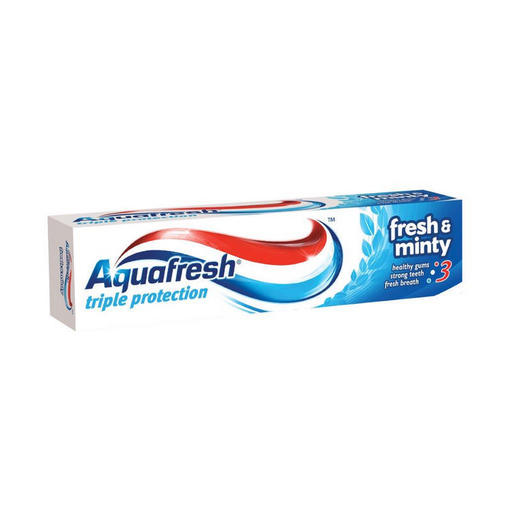 Aquafresh®
triple protection
™
fresh &
minty
healthy gums
strong teeth
fresh breath
3